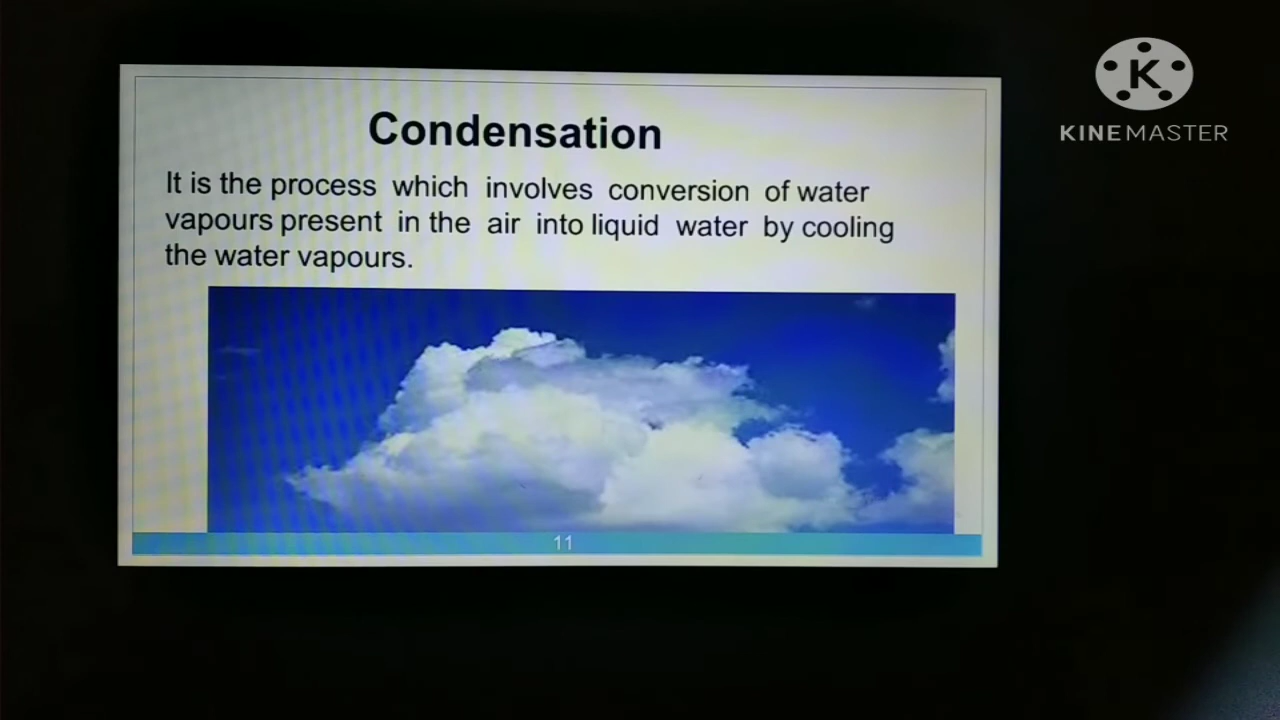 Condensation
It is the process which involves conversion of water
vapours present in the air into liquid water by cooling
the water vapours.
11
K
KINEMASTER